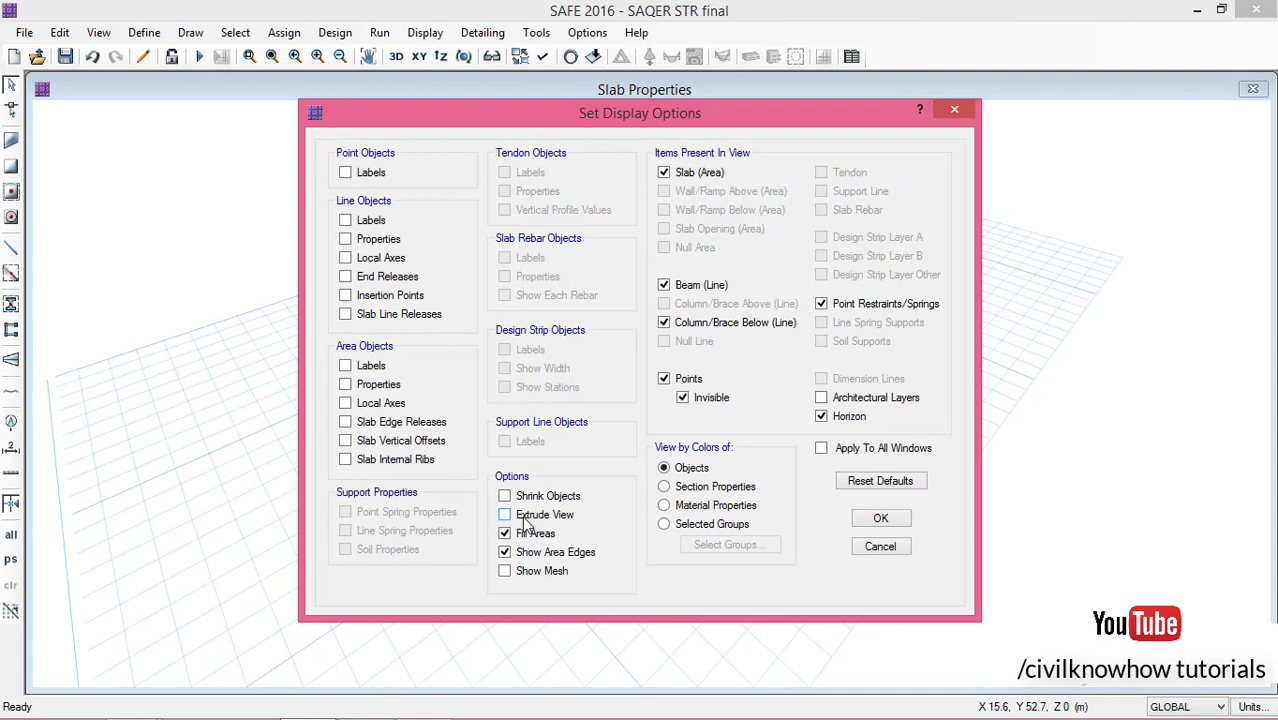 SAFE 2016 - SAQER STR final
File Edit View Define Draw Select Assign Design Run Display Detailing Tools Options Help
3D XY
Slab Properties
Set Display Options
?
Point Objects
Labels
Line Objects
Labels
Properties
Local Axes
End Releases
Insertion Points
Slab Line Releases
Area Objects
Labels
Properties
Local Axes
Slab Edge Releases
Slab Vertical Offsets
Slab Internal Ribs
Support Properties
Point Spring Properties
Line Spring Properties
Soil Properties
Tendon Objects
Labels
Properties
Vertical Profile Values
Slab Rebar Objects
Labels
Properties
Show Each Rebar
Design Strip Objects
Labels
Show Width
Show Stations
Support Line Objects
Labels
Options
Shrink Objects
Extrude View
Fill Areas
Show Area Edges
Show Mesh
Items Present In View
Slab (Area)
Wall/Ramp Above (Area)
Wall/Ramp Below (Area)
Slab Opening (Area)
Null Area
Beam (Line)
Column/Brace Above (Line)
Column/Brace Below (Line)
Null Line
Points
Invisible
Tendon
Support Line
Slab Rebar
Design Strip Layer A
Design Strip Layer B
Design Strip Layer Other
Point Restraints/Springs
Line Spring Supports
Soil Supports
Dimension Lines
Architectural Layers
Horizon
View by Colors of:
Objects
Section Properties
Material Properties
Selected Groups
Select Groups...
Apply To All Windows
Reset Defaults
OK
Cancel
all
ps
clr
YouTube
/civilknowhow tutorials
Ready
X 15.6, Y 52.7, Z 0 (m)
GLOBAL
Units...